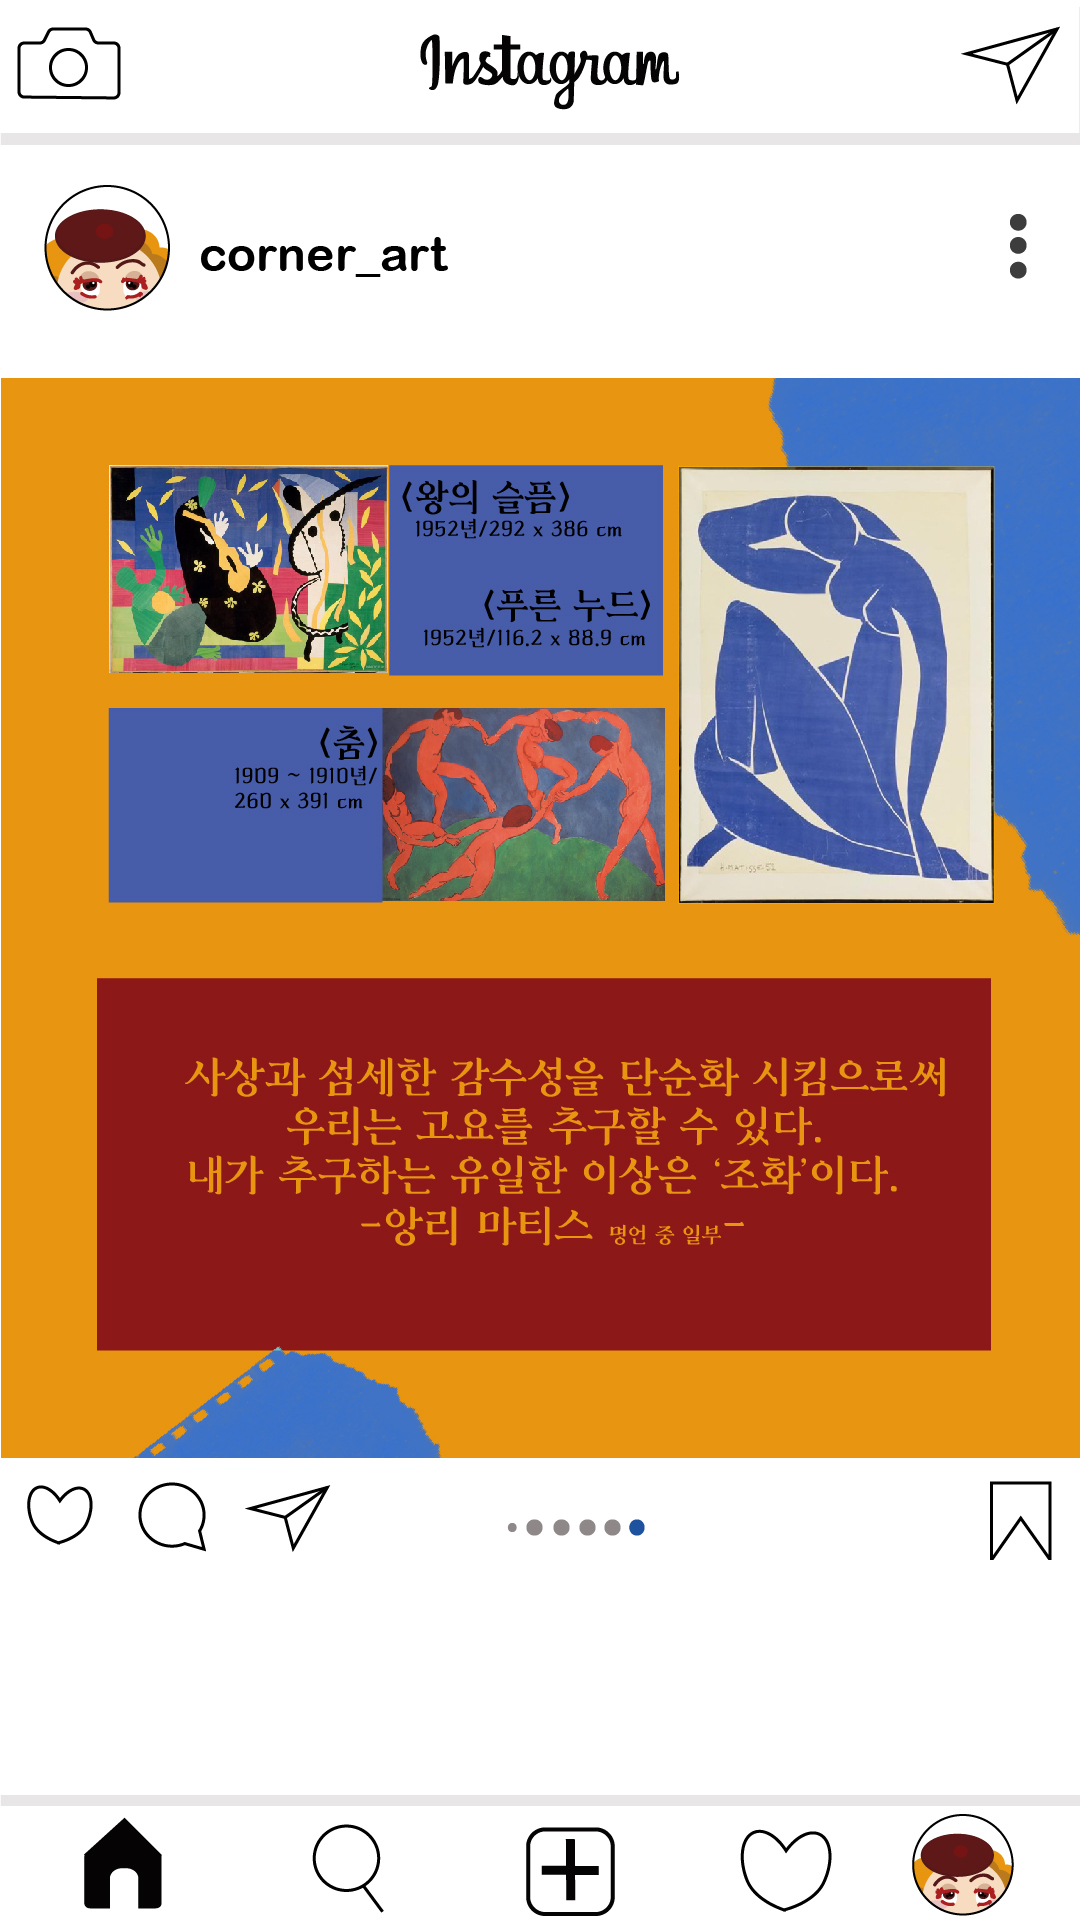 Instagram
corner_art
〈왕의 슬픔〉
1952년/292 x 386 cm
〈푸른 누드〉
1952년/116.2 x 88.9 cm
〈춤〉
1909 ~ 1910년/
260 x 391 cm
H.MATISSE 52
사상과 섬세한 감수성을 단순화 시킴으로써
우리는 고요를 추구할 수 있다.
내가 추구하는 유일한 이상은 ‘조화’이다.
-앙리 마티스 명언 중 일부-